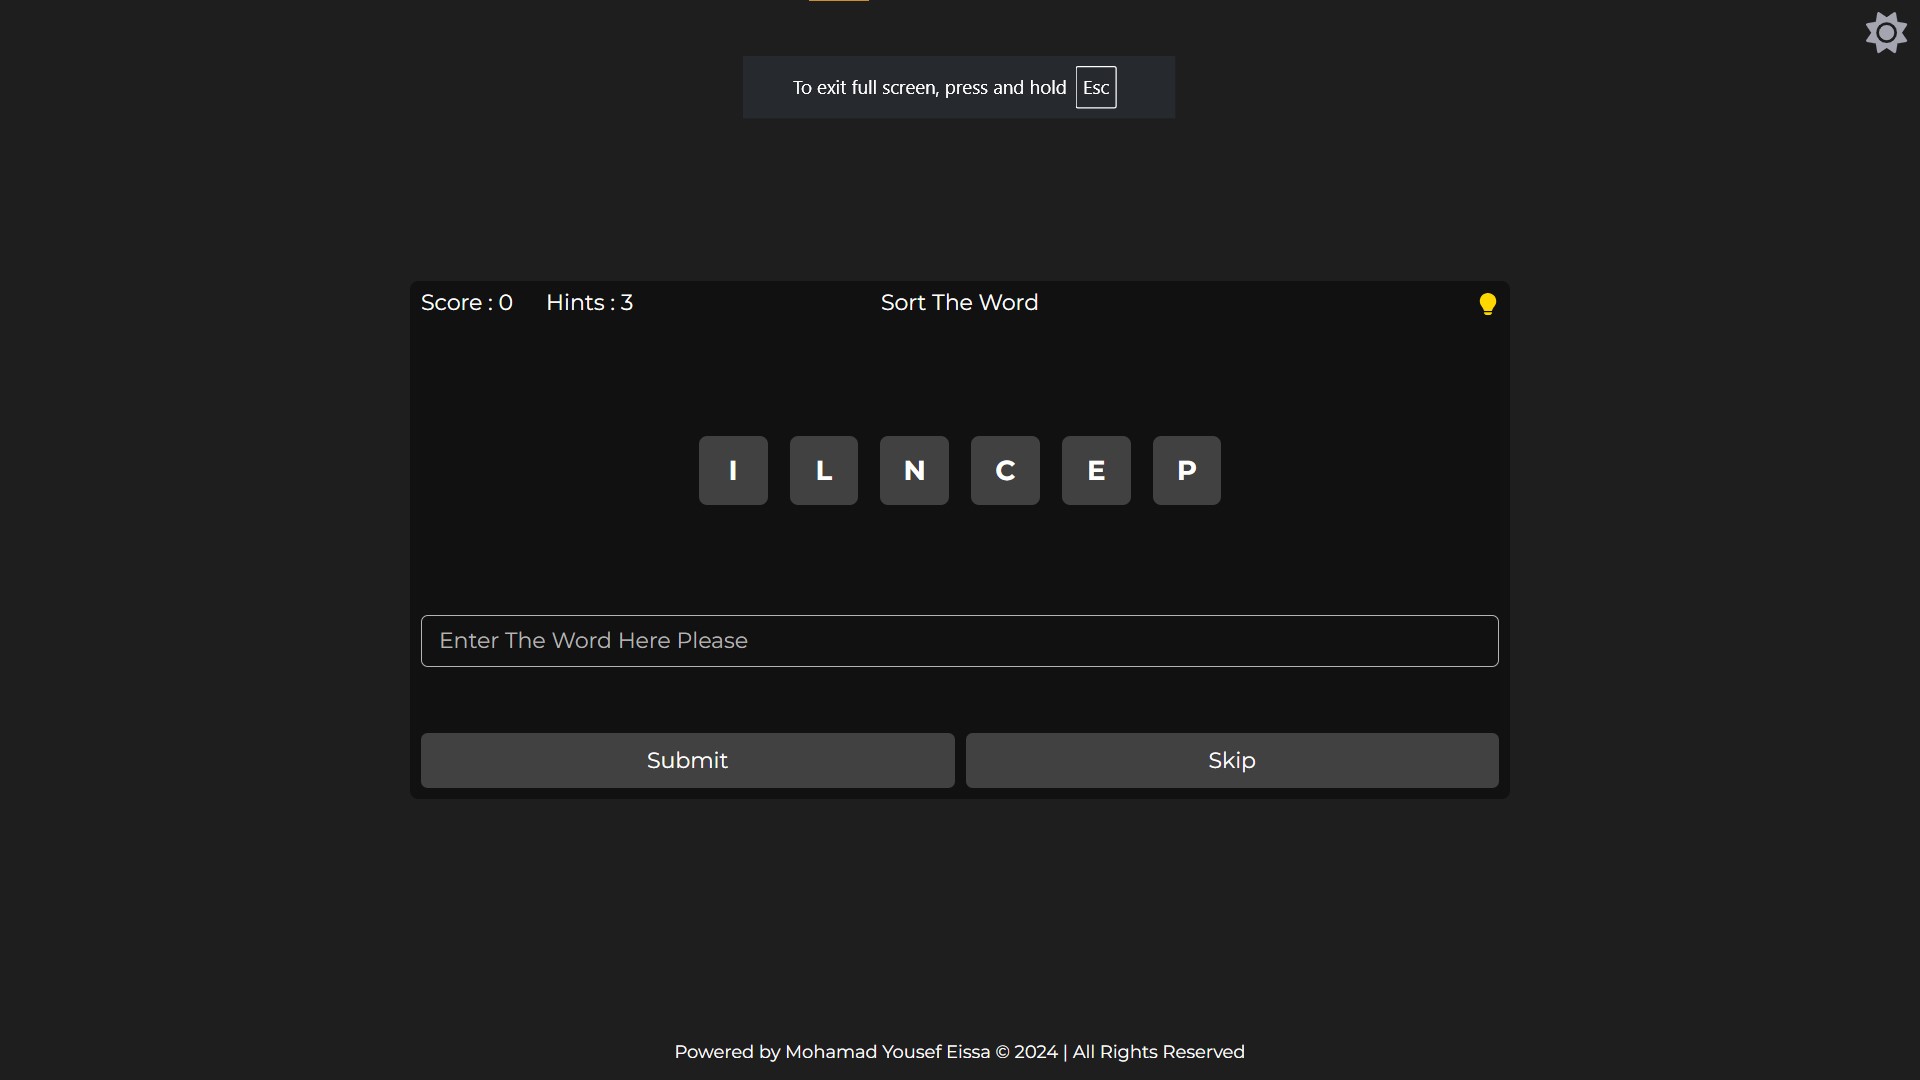 To exit full screen, press and hold Esc
Score : 0 Hints : 3 Sort The Word
I L N C E P
Enter The Word Here Please
Submit Skip
Powered by Mohamad Yousef Eissa © 2024 | All Rights Reserved